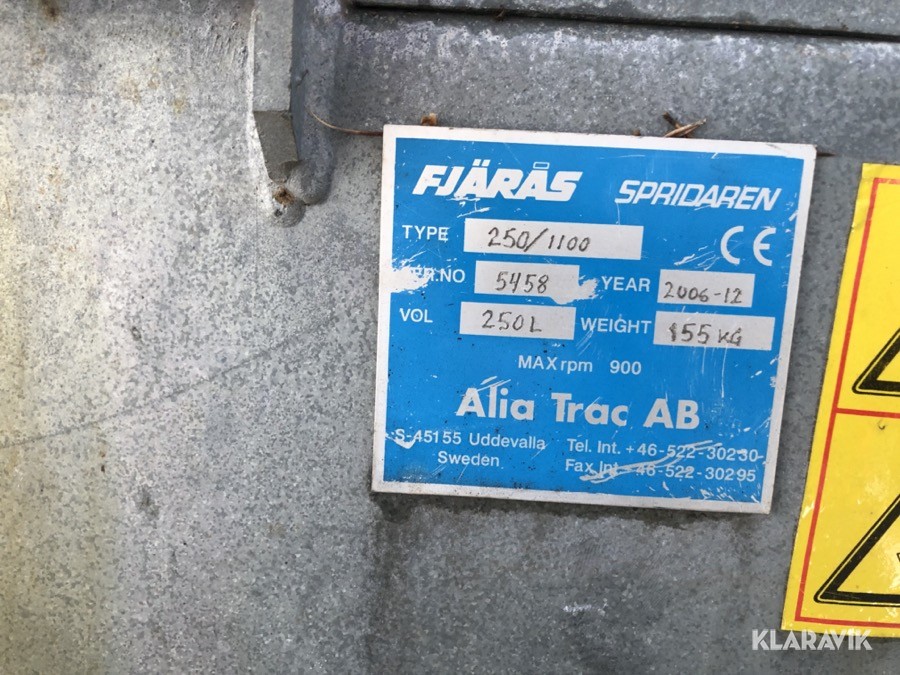 FJÄRÅS SPRIDAREN
TYPE 250/1100 CE
SER.NO 5458 YEAR 2006-12
VOL 250L WEIGHT 155 KG
MAX rpm 900
Alia Trac AB
S-45155 Uddevalla Tel. Int. +46-522-30230
Sweden Fax Int +46-522-30295
KLARAVIK